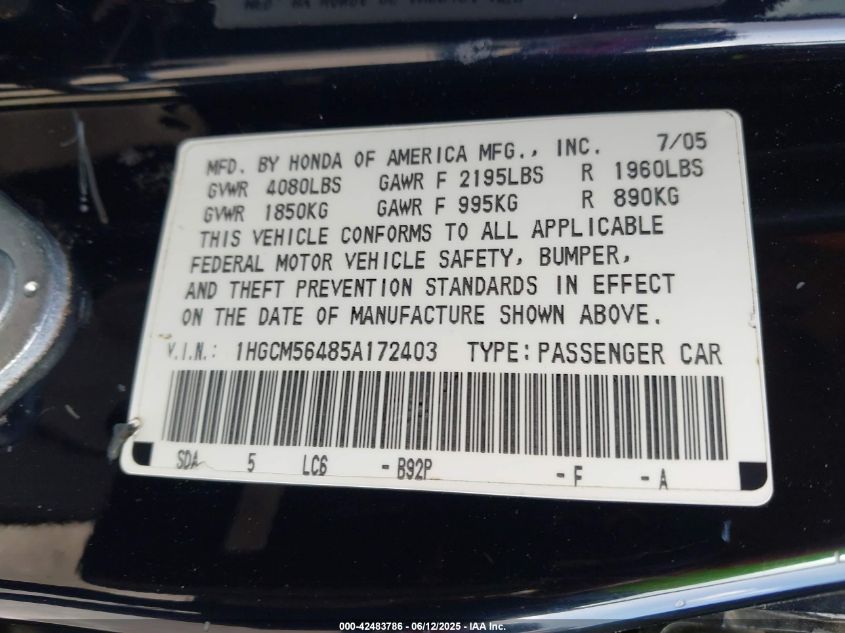 MFD. BY HONDA OF AMERICA MFG., INC. 7/05
GVWR 4080LBS GAWR F 2195LBS R 1960LBS
GVWR 1850KG GAWR F 995KG R 890KG
THIS VEHICLE CONFORMS TO ALL APPLICABLE
FEDERAL MOTOR VEHICLE SAFETY, BUMPER,
AND THEFT PREVENTION STANDARDS IN EFFECT
ON THE DATE OF MANUFACTURE SHOWN ABOVE.
V.I.N.: 1HGCM56485A172403 TYPE: PASSENGER CAR
SDA 5 LC6 -B92P -F -A
000-42483786 - 06/12/2025 - IAA Inc.